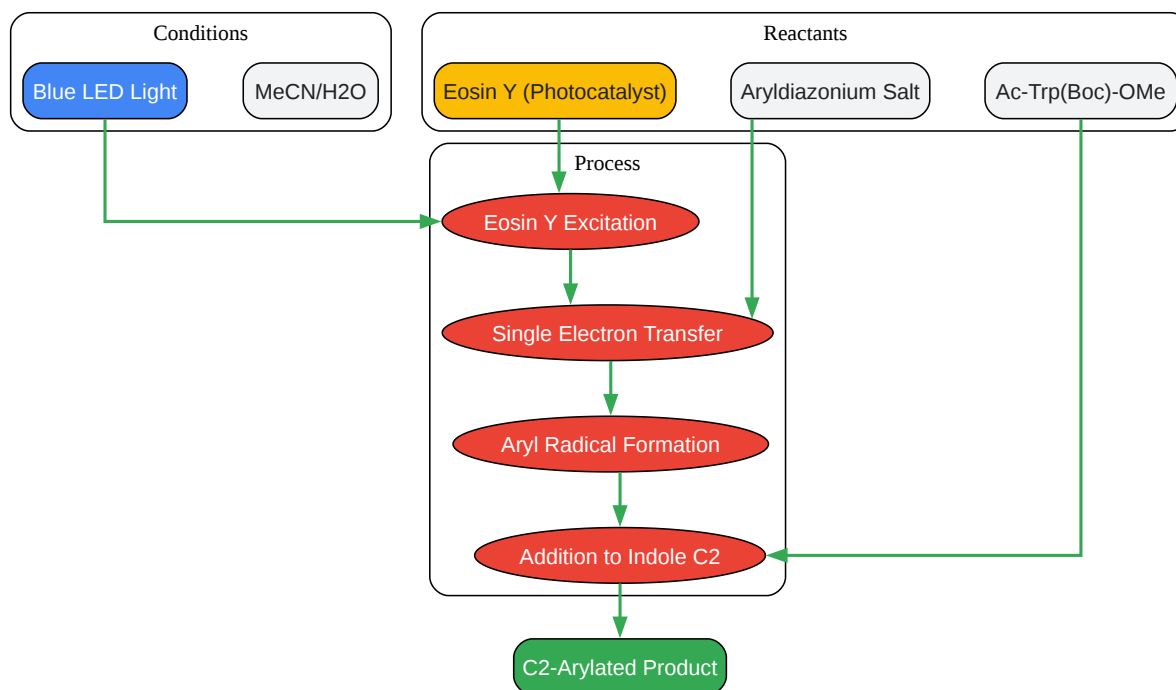 Conditions
Reactants
Blue LED Light
MeCN/H2O
Eosin Y (Photocatalyst)
Aryldiazonium Salt
Ac-Trp(Boc)-OMe
Process
Eosin Y Excitation
Single Electron Transfer
Aryl Radical Formation
Addition to Indole C2
C2-Arylated Product